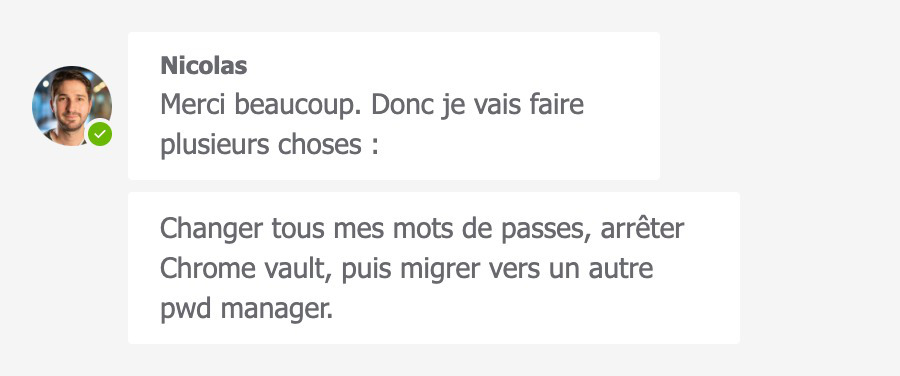 Nicolas
Merci beaucoup. Donc je vais faire
plusieurs choses :
Changer tous mes mots de passes, arrêter
Chrome vault, puis migrer vers un autre
pwd manager.